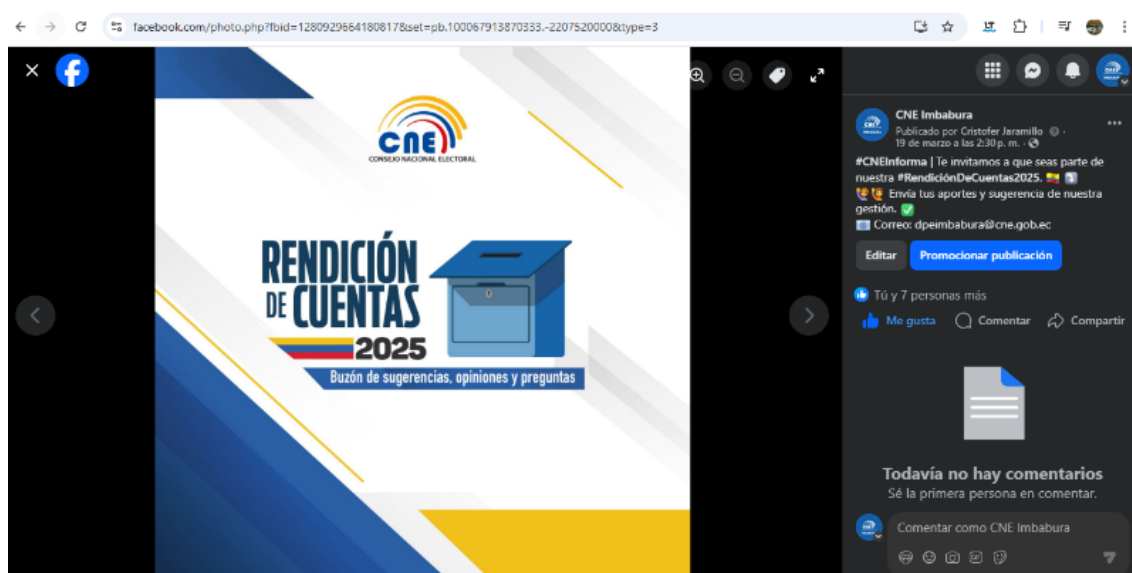 facebook.com/photo.php?fbid=1280929664180817&set=pb.100067913870333.-2207520000&type=3
CNE
CONSEJO NACIONAL ELECTORAL
RENDICIÓN
DE CUENTAS
2025
Buzón de sugerencias, opiniones y preguntas
CNE Imbabura
Publicado por Cristofer Jaramillo
19 de marzo a las 2:30 p. m. ·
#CNEInforma | Te invitamos a que seas parte de
nuestra #RendiciónDeCuentas2025.
Envía tus aportes y sugerencia de nuestra
gestión.
Correo: dpeimbabura@cne.gob.ec
Editar
Promocionar publicación
Tú y 7 personas más
Me gusta
Comentar
Compartir
Todavía no hay comentarios
Sé la primera persona en comentar.
Comentar como CNE Imbabura